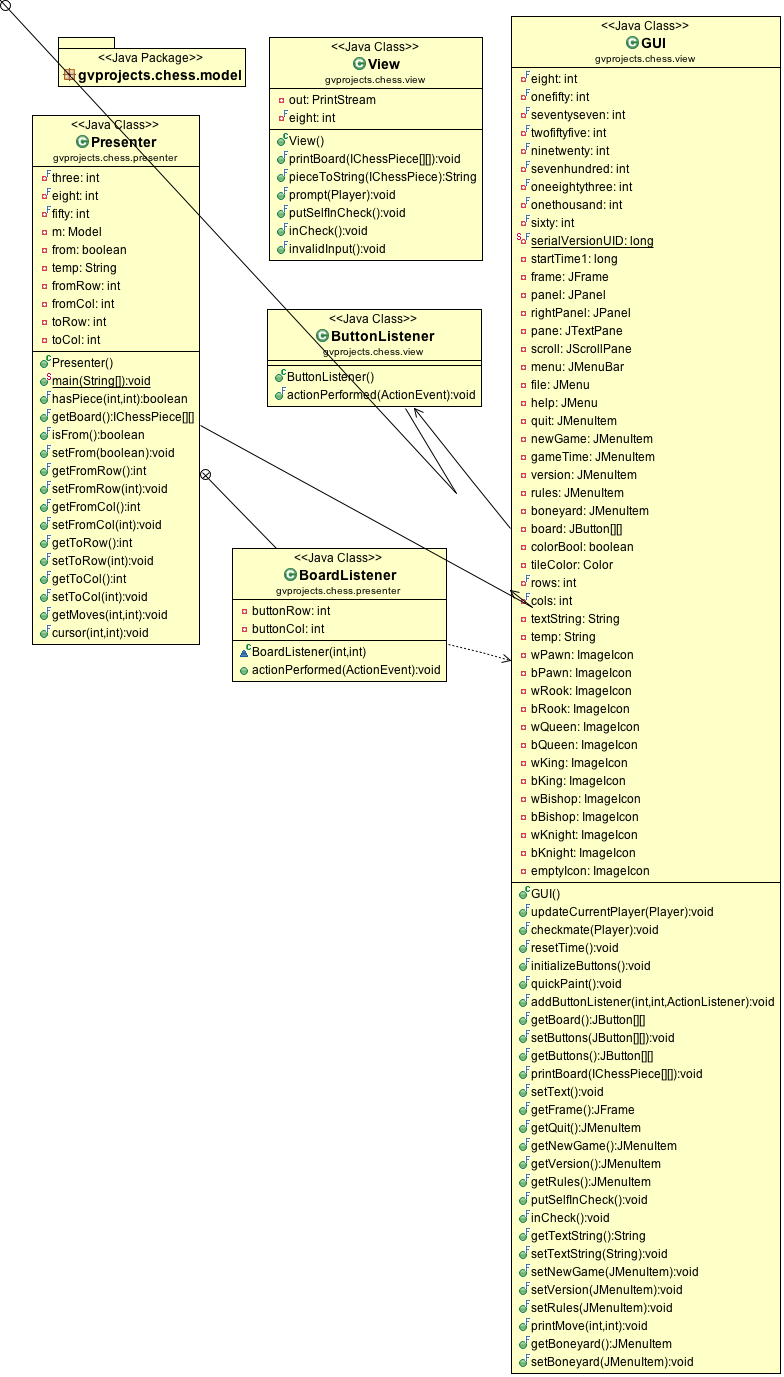 <<Java Package>>
gvprojects.chess.model
<<Java Class>>
Presenter
gvprojects.chess.presenter
three: int
eight: int
fifty: int
m: Model
from: boolean
temp: String
fromRow: int
fromCol: int
toRow: int
toCol: int
Presenter()
main(String[]):void
hasPiece(int,int):boolean
getBoard():IChessPiece[][]
isFrom():boolean
setFrom(boolean):void
getFromRow():int
setFromRow(int):void
getFromCol():int
setFromCol(int):void
getToRow():int
setToRow(int):void
getToCol():int
setToCol(int):void
getMoves(int,int):void
cursor(int,int):void
<<Java Class>>
View
gvprojects.chess.view
out: PrintStream
eight: int
View()
printBoard(IChessPiece[][]):void
pieceToString(IChessPiece):String
prompt(Player):void
putSelfInCheck():void
inCheck():void
invalidInput():void
<<Java Class>>
ButtonListener
gvprojects.chess.view
ButtonListener()
actionPerformed(ActionEvent):void
<<Java Class>>
BoardListener
gvprojects.chess.presenter
buttonRow: int
buttonCol: int
BoardListener(int,int)
actionPerformed(ActionEvent):void
<<Java Class>>
GUI
gvprojects.chess.view
eight: int
onefifty: int
seventyseven: int
twofiftyfive: int
ninetwenty: int
sevenhundred: int
oneeightythree: int
onethousand: int
sixty: int
serialVersionUID: long
startTime1: long
frame: JFrame
panel: JPanel
rightPanel: JPanel
pane: JTextPane
scroll: JScrollPane
menu: JMenuBar
file: JMenu
help: JMenu
quit: JMenuItem
newGame: JMenuItem
gameTime: JMenuItem
version: JMenuItem
rules: JMenuItem
boneyard: JMenuItem
board: JButton[][]
colorBool: boolean
tileColor: Color
rows: int
cols: int
textString: String
temp: String
wPawn: ImageIcon
bPawn: ImageIcon
wRook: ImageIcon
bRook: ImageIcon
wQueen: ImageIcon
bQueen: ImageIcon
wKing: ImageIcon
bKing: ImageIcon
wBishop: ImageIcon
bBishop: ImageIcon
wKnight: ImageIcon
bKnight: ImageIcon
emptyIcon: ImageIcon
GUI()
updateCurrentPlayer(Player):void
checkmate(Player):void
resetTime():void
initializeButtons():void
quickPaint():void
addButtonListener(int,int,ActionListener):void
getBoard():JButton[][]
setButtons(JButton[][]):void
getButtons():JButton[][]
printBoard(IChessPiece[][]):void
setText():void
getFrame():JFrame
getQuit():JMenuItem
getNewGame():JMenuItem
getVersion():JMenuItem
getRules():JMenuItem
putSelfInCheck():void
inCheck():void
getTextString():String
setTextString(String):void
setNewGame(JMenuItem):void
setVersion(JMenuItem):void
setRules(JMenuItem):void
printMove(int,int):void
getBoneyard():JMenuItem
setBoneyard(JMenuItem):void